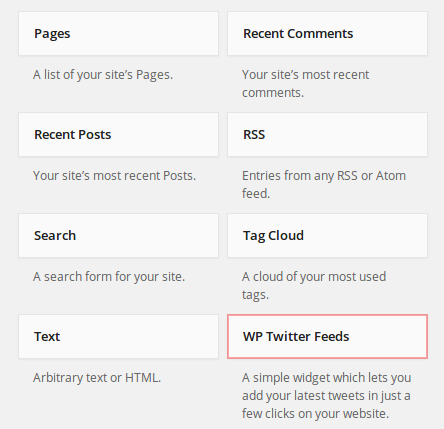 Pages
Recent Comments
A list of your site's Pages.
Your site's most recent
comments.
Recent Posts
RSS
Your site's most recent Posts.
Entries from any RSS or Atom
feed.
Search
Tag Cloud
A search form for your site.
A cloud of your most used
tags.
Text
WP Twitter Feeds
Arbitrary text or HTML.
A simple widget which lets you
add your latest tweets in just a
few clicks on your website.